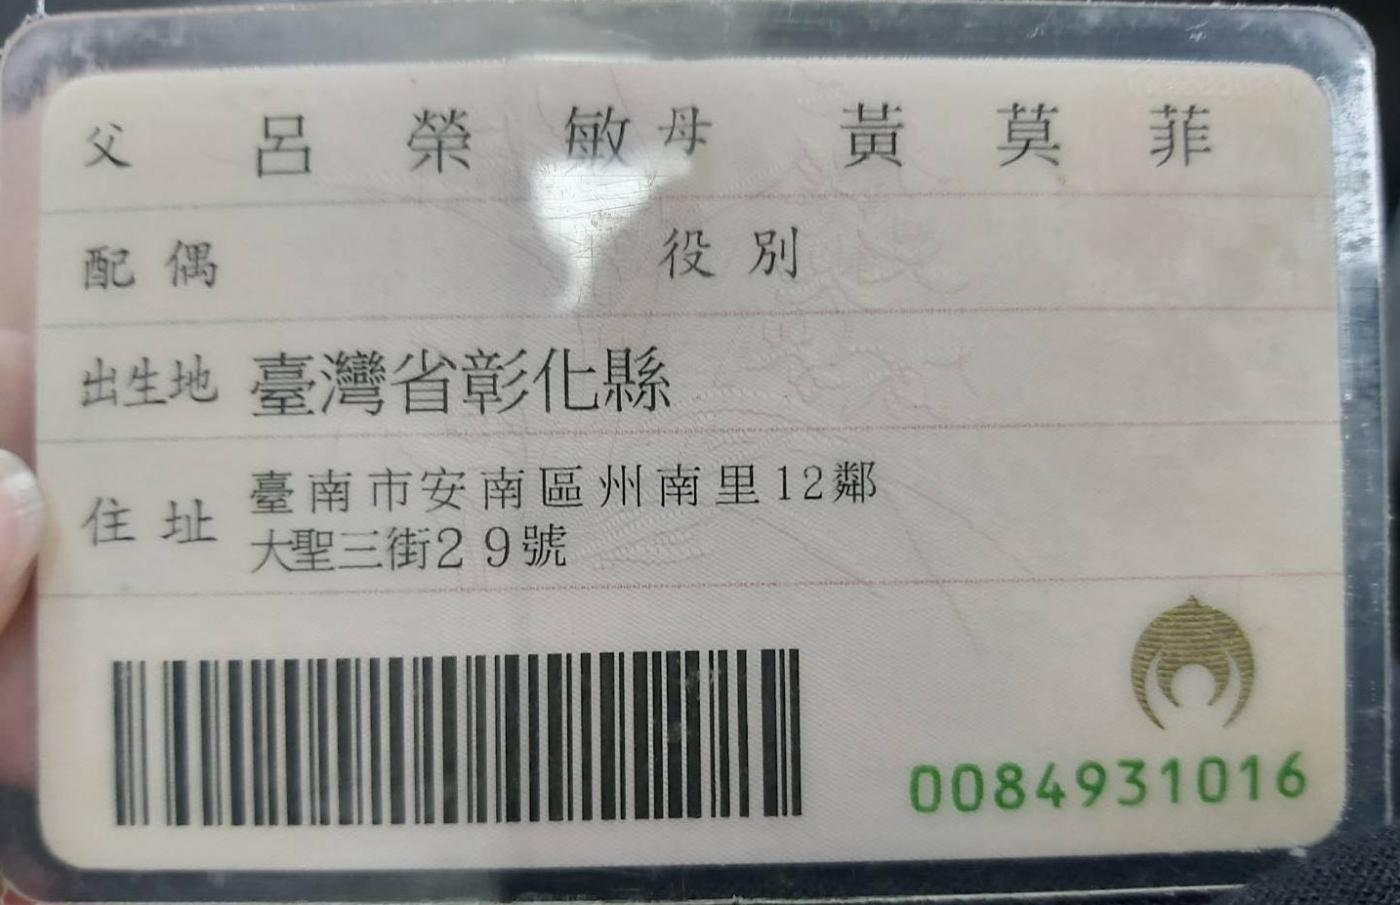 父 呂榮敏 母 黃莫菲
配偶 役別
出生地 臺灣省彰化縣
住址 臺南市安南區州南里12鄰
大聖三街29號
0084931016